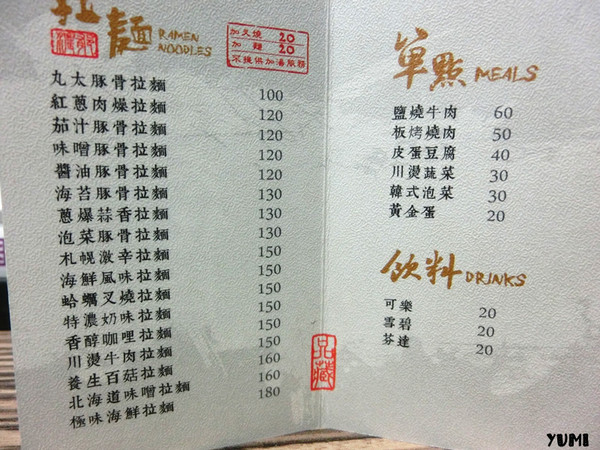 拉麵 RAMEN NOODLES
加叉燒 20
加麵 20
不提供加湯服務
丸太豚骨拉麵 100
紅蔥肉燥拉麵 120
茄汁豚骨拉麵 120
味噌豚骨拉麵 120
醬油豚骨拉麵 120
海苔豚骨拉麵 130
蔥爆蒜香拉麵 130
泡菜豚骨拉麵 130
札幌激辛拉麵 150
海鮮風味拉麵 150
蛤蠣叉燒拉麵 150
特濃奶味拉麵 150
香醇咖哩拉麵 150
川燙牛肉拉麵 150
養生百菇拉麵 160
北海道味噌拉麵 160
極味海鮮拉麵 180
單點 MEALS
鹽燒牛肉 60
板烤燒肉 50
皮蛋豆腐 40
川燙蔬菜 30
韓式泡菜 30
黃金蛋 20
飲料 DRINKS
可樂 20
雪碧 20
芬達 20
品藏
YUMI